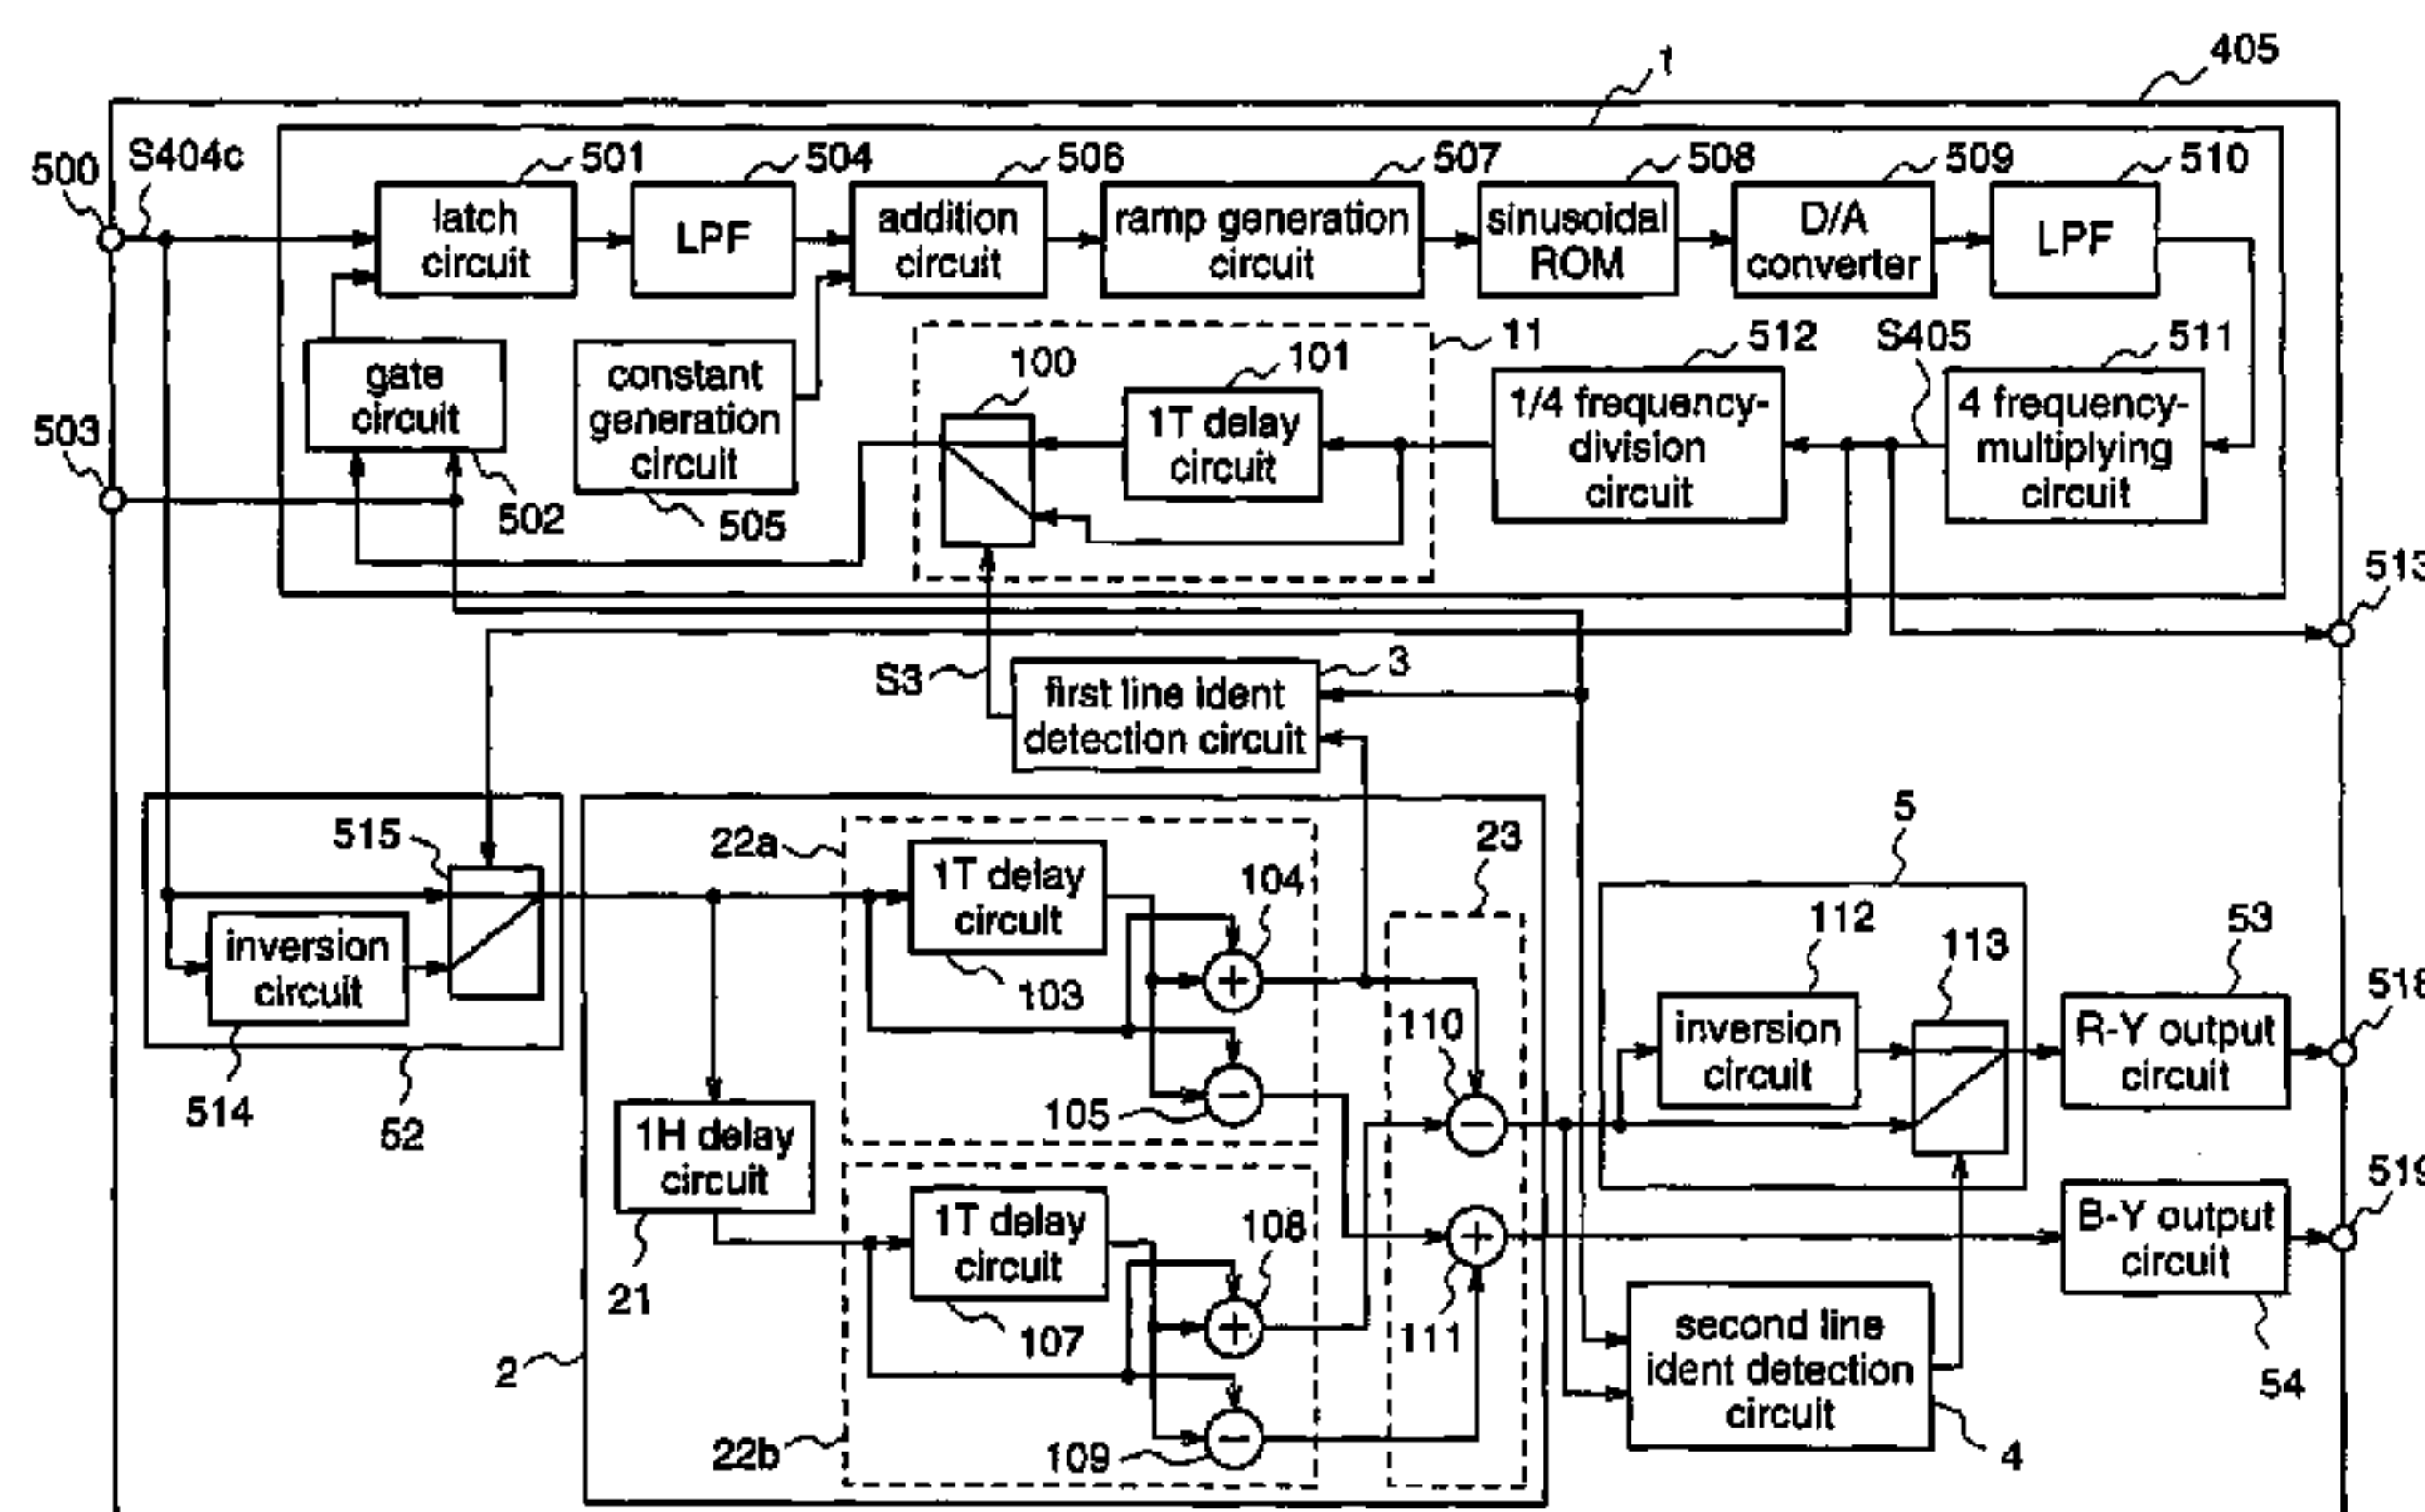 405
1
500
S404c
501
504
506
507
508
509
510
latch
circuit
LPF
addition
circuit
ramp generation
circuit
sinusoidal
ROM
D/A
converter
LPF
503
gate
circuit
502
constant
generation
circuit
505
100
101
11
1T delay
circuit
512
1/4 frequency-
division
circuit
S405
511
4 frequency-
multiplying
circuit
513
S3
3
first line ident
detection circuit
515
inversion
circuit
514
52
22a
1T delay
circuit
103
104
105
23
110
111
5
112
113
inversion
circuit
53
R-Y output
circuit
518
1H delay
circuit
21
2
22b
1T delay
circuit
107
108
109
519
B-Y output
circuit
54
second line
ident detection
circuit
4